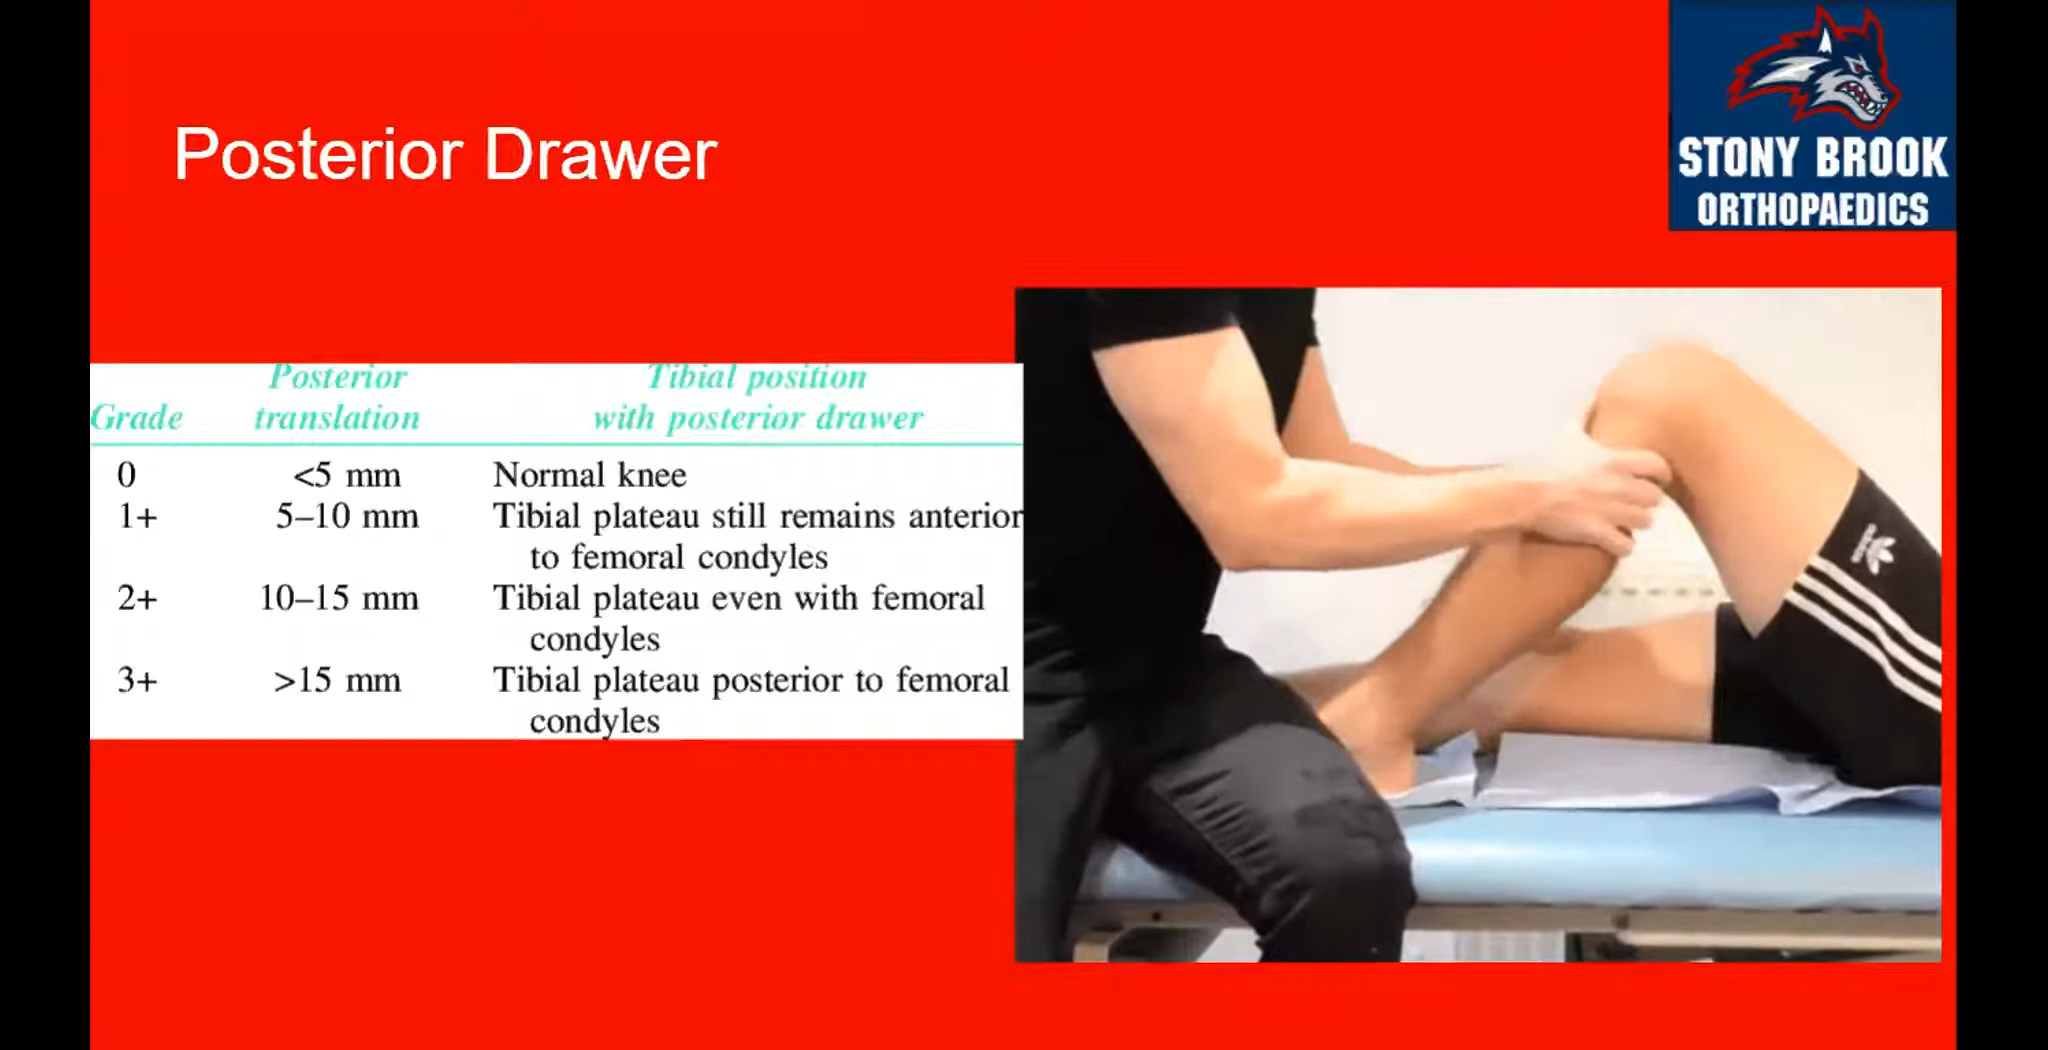 Posterior Drawer
STONY BROOK
ORTHOPAEDICS
Posterior Tibial position
Grade translation with posterior drawer
0 <5 mm Normal knee
1+ 5–10 mm Tibial plateau still remains anterior
to femoral condyles
2+ 10–15 mm Tibial plateau even with femoral
condyles
3+ >15 mm Tibial plateau posterior to femoral
condyles
adidas